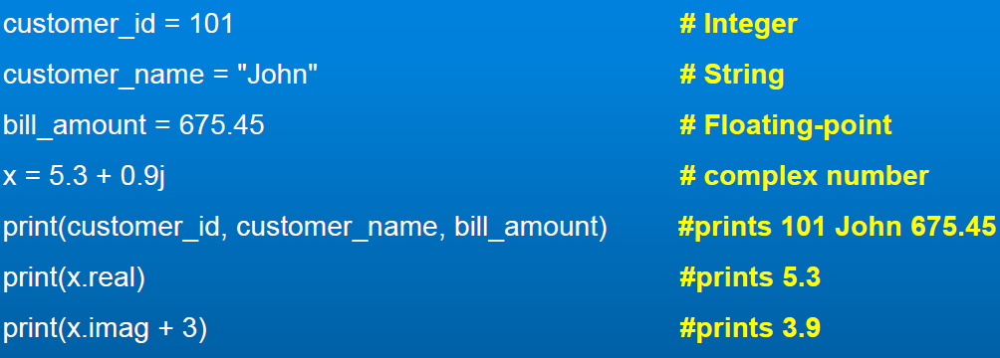 customer_id = 101 # Integer
customer_name = "John" # String
bill_amount = 675.45 # Floating-point
x = 5.3 + 0.9j # complex number
print(customer_id, customer_name, bill_amount) #prints 101 John 675.45
print(x.real) #prints 5.3
print(x.imag + 3) #prints 3.9